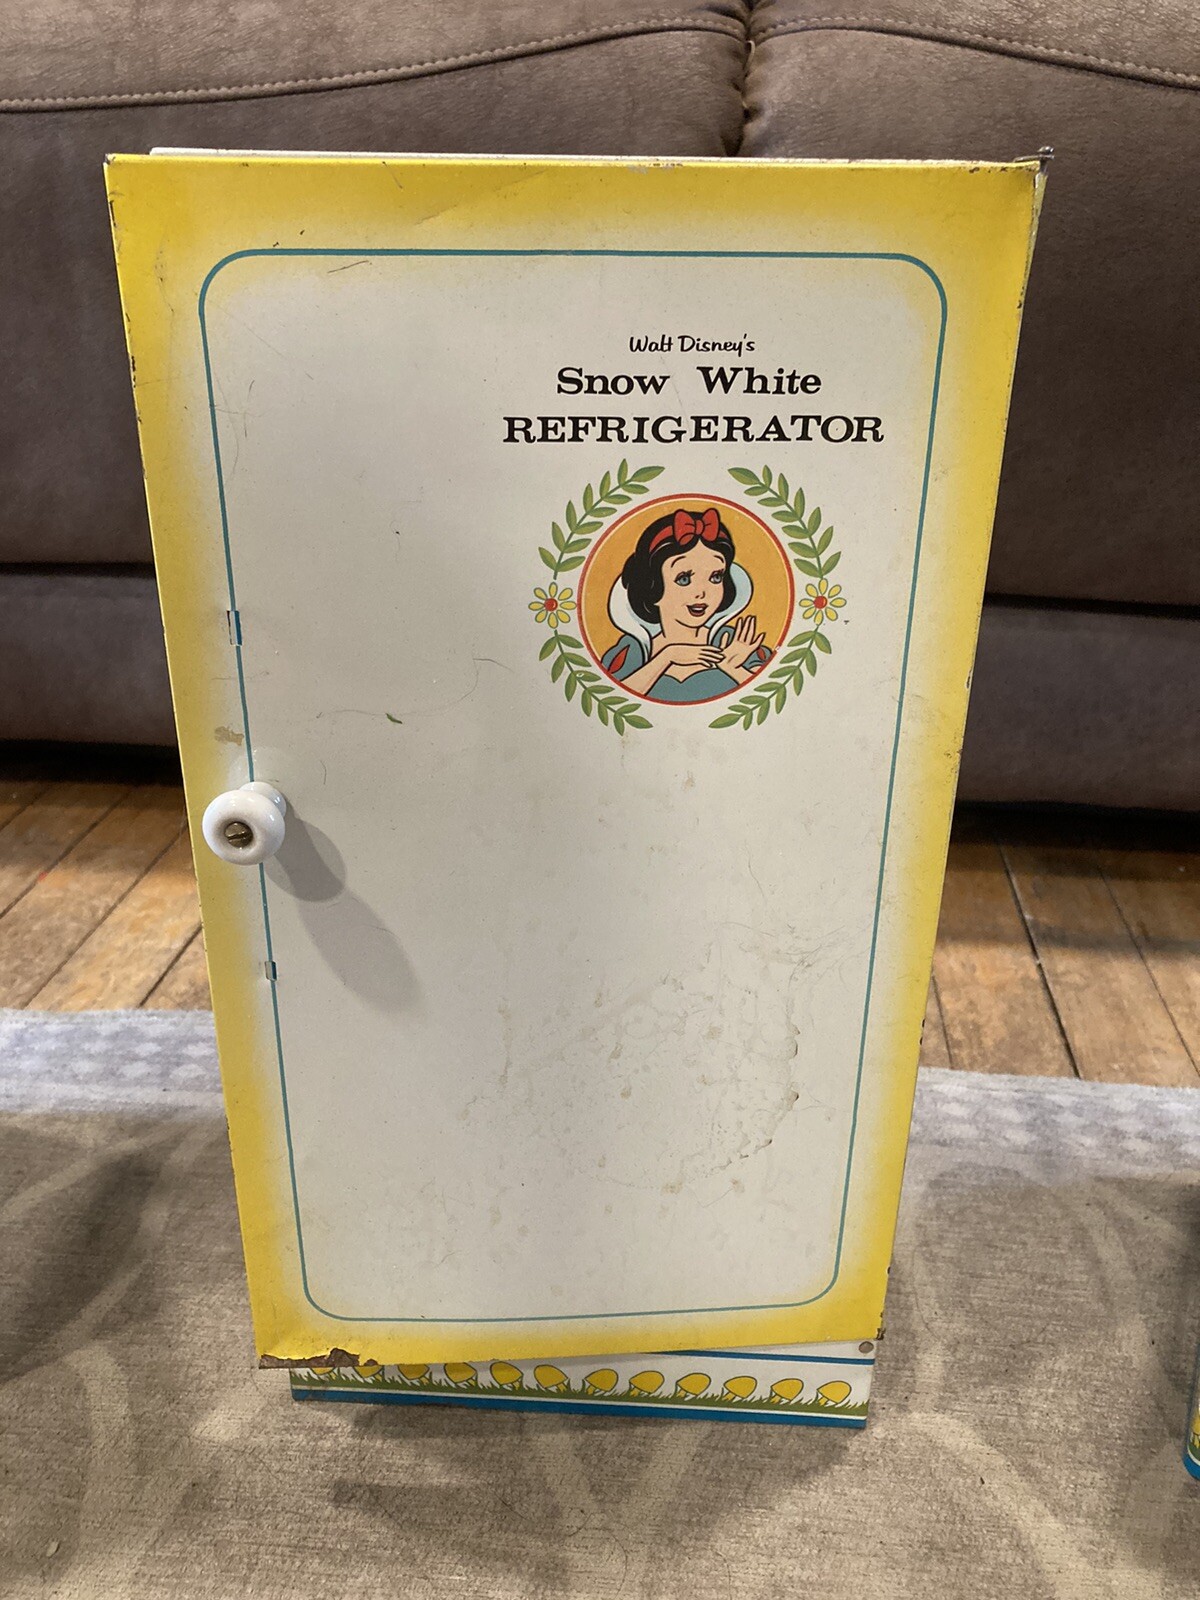 Walt Disney's
Snow White
REFRIGERATOR